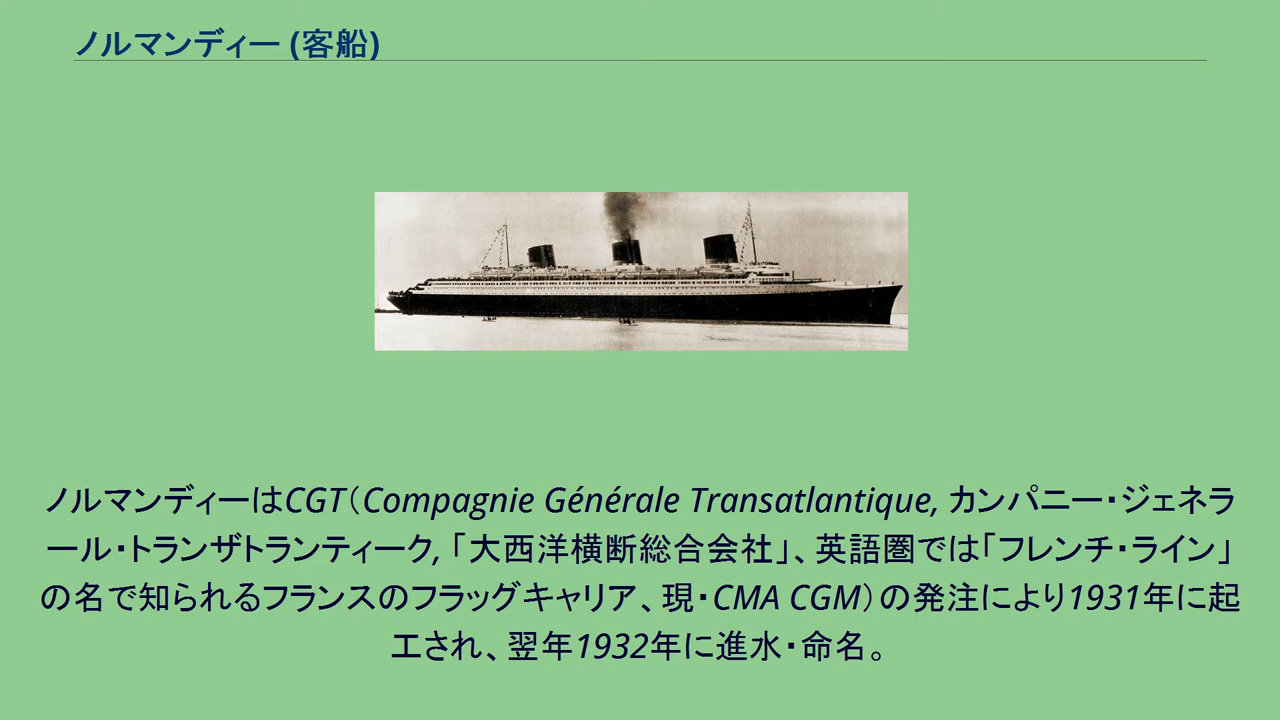 ノルマンディー (客船)
ノルマンディーはCGT（Compagnie Générale Transatlantique, カンパニー・ジェネラ
ール・トランザトランティーク, 「大西洋横断総合会社」、英語圏では「フレンチ・ライン」
の名で知られるフランスのフラッグキャリア、現・CMA CGM）の発注により1931年に起
工され、翌年1932年に進水・命名。